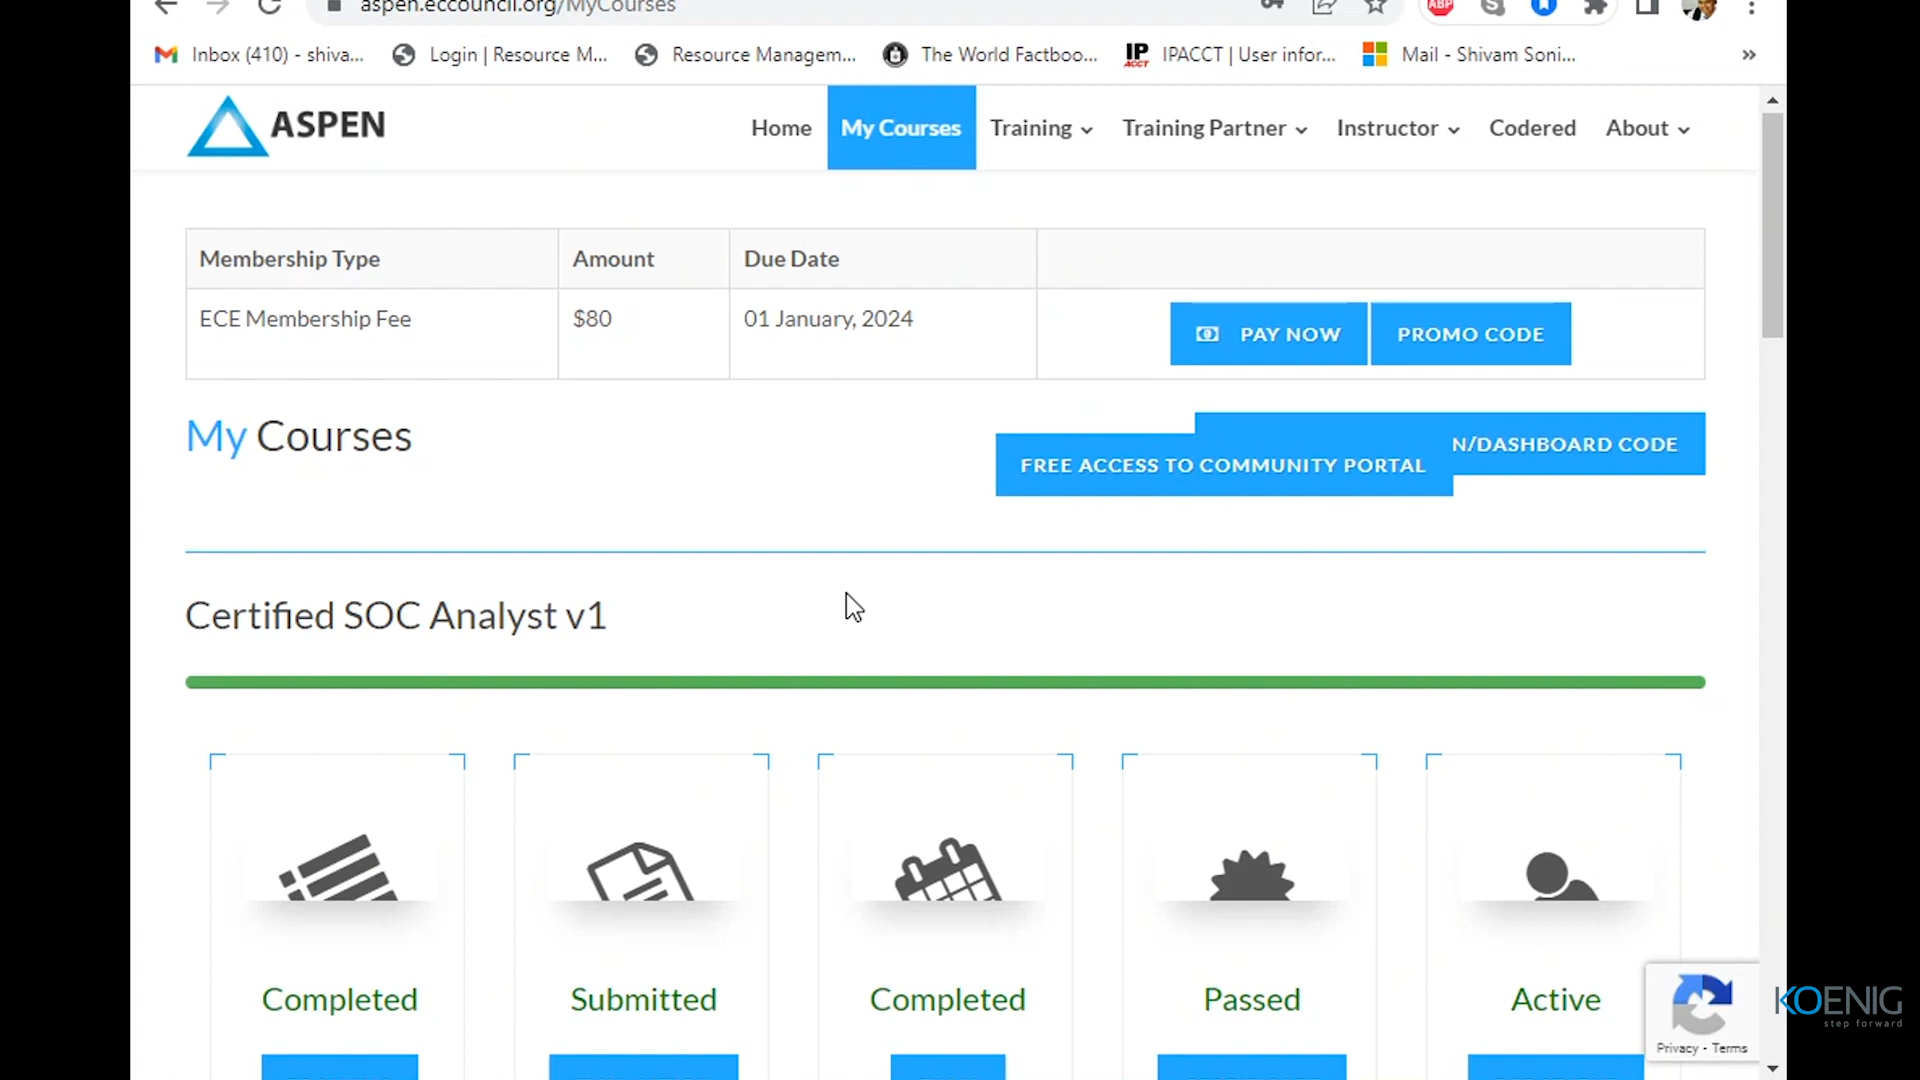 aspen.eccouncil.org/MyCourses
ABP
Inbox (410) - shiva...
Login | Resource M...
Resource Managem...
The World Factboo...
IP
ACCT
IPACCT | User infor...
Mail - Shivam Soni...
»
ASPEN
Home
My Courses
Training
Training Partner
Instructor
Codered
About
Membership Type
Amount
Due Date
ECE Membership Fee
$80
01 January, 2024
PAY NOW
PROMO CODE
My Courses
N/DASHBOARD CODE
FREE ACCESS TO COMMUNITY PORTAL
Certified SOC Analyst v1
Completed
Submitted
Completed
Passed
Active
Privacy - Terms
KOENIG
step forward